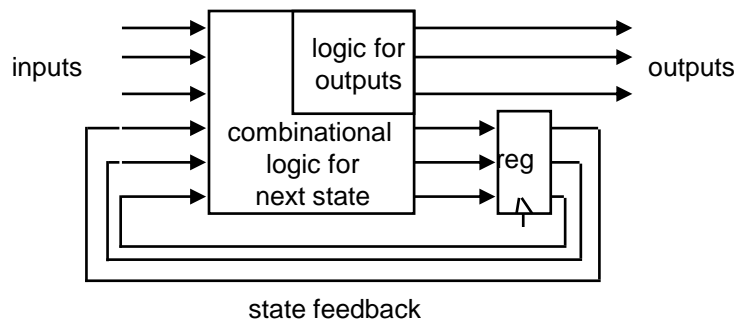 inputs
logic for
outputs
outputs
combinational
logic for
next state
reg
state feedback